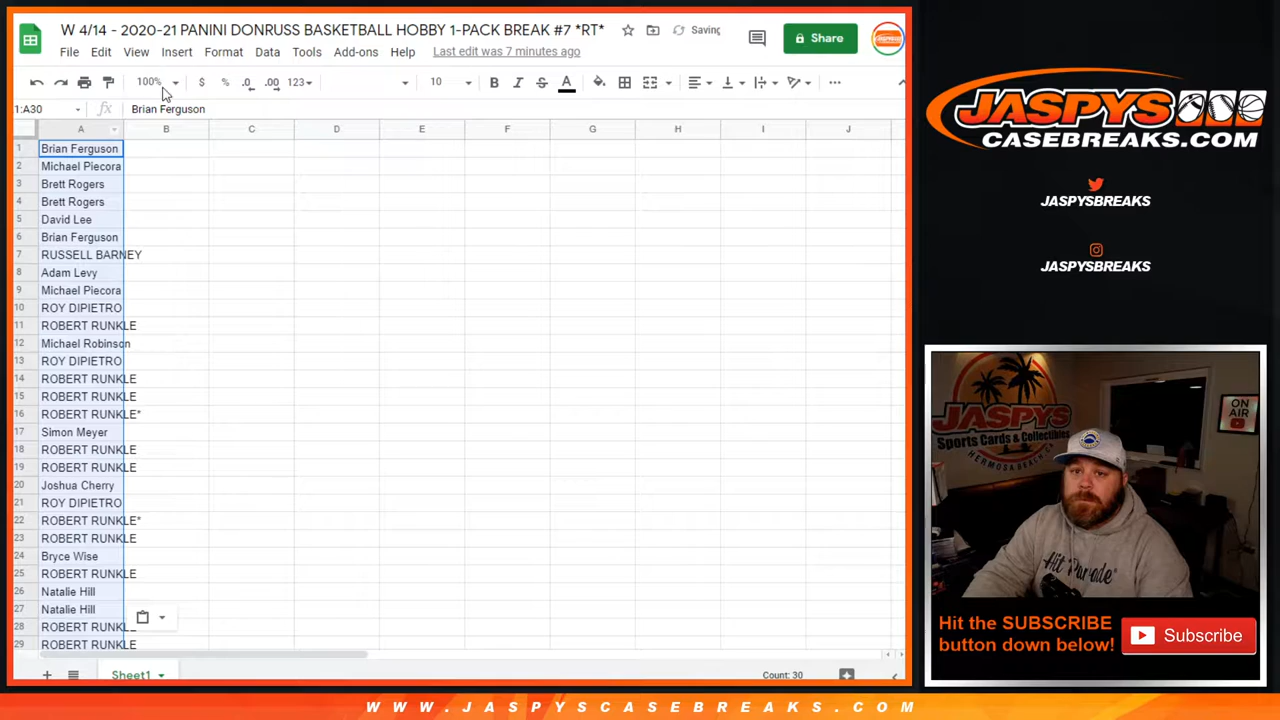 W 4/14 - 2020-21 PANINI DONRUSS BASKETBALL HOBBY 1-PACK BREAK #7 *RT*
Saving
Share
File Edit View Insert Format Data Tools Add-ons Help Last edit was 7 minutes ago
100% $ % .0 .00 123 10 B I S A
1:A30 fx Brian Ferguson
A B C D E F G H I J
1 Brian Ferguson
2 Michael Piecora
3 Brett Rogers
4 Brett Rogers
5 David Lee
6 Brian Ferguson
7 RUSSELL BARNEY
8 Adam Levy
9 Michael Piecora
10 ROY DIPIETRO
11 ROBERT RUNKLE
12 Michael Robinson
13 ROY DIPIETRO
14 ROBERT RUNKLE
15 ROBERT RUNKLE
16 ROBERT RUNKLE*
17 Simon Meyer
18 ROBERT RUNKLE
19 ROBERT RUNKLE
20 Joshua Cherry
21 ROY DIPIETRO
22 ROBERT RUNKLE*
23 ROBERT RUNKLE
24 Bryce Wise
25 ROBERT RUNKLE
26 Natalie Hill
27 Natalie Hill
28 ROBERT RUNKLE
29 ROBERT RUNKLE
Sheet1
Count: 30
JASPYS
CASEBREAKS.COM
JASPYSBREAKS
JASPYSBREAKS
JASPYS
Sports Cards & Collectibles
HERMOSA BEACH, CA
ON
AIR
Hit Parade
Hit the SUBSCRIBE
button down below!
Subscribe
WWW.JASPYSCASEBREAKS.COM